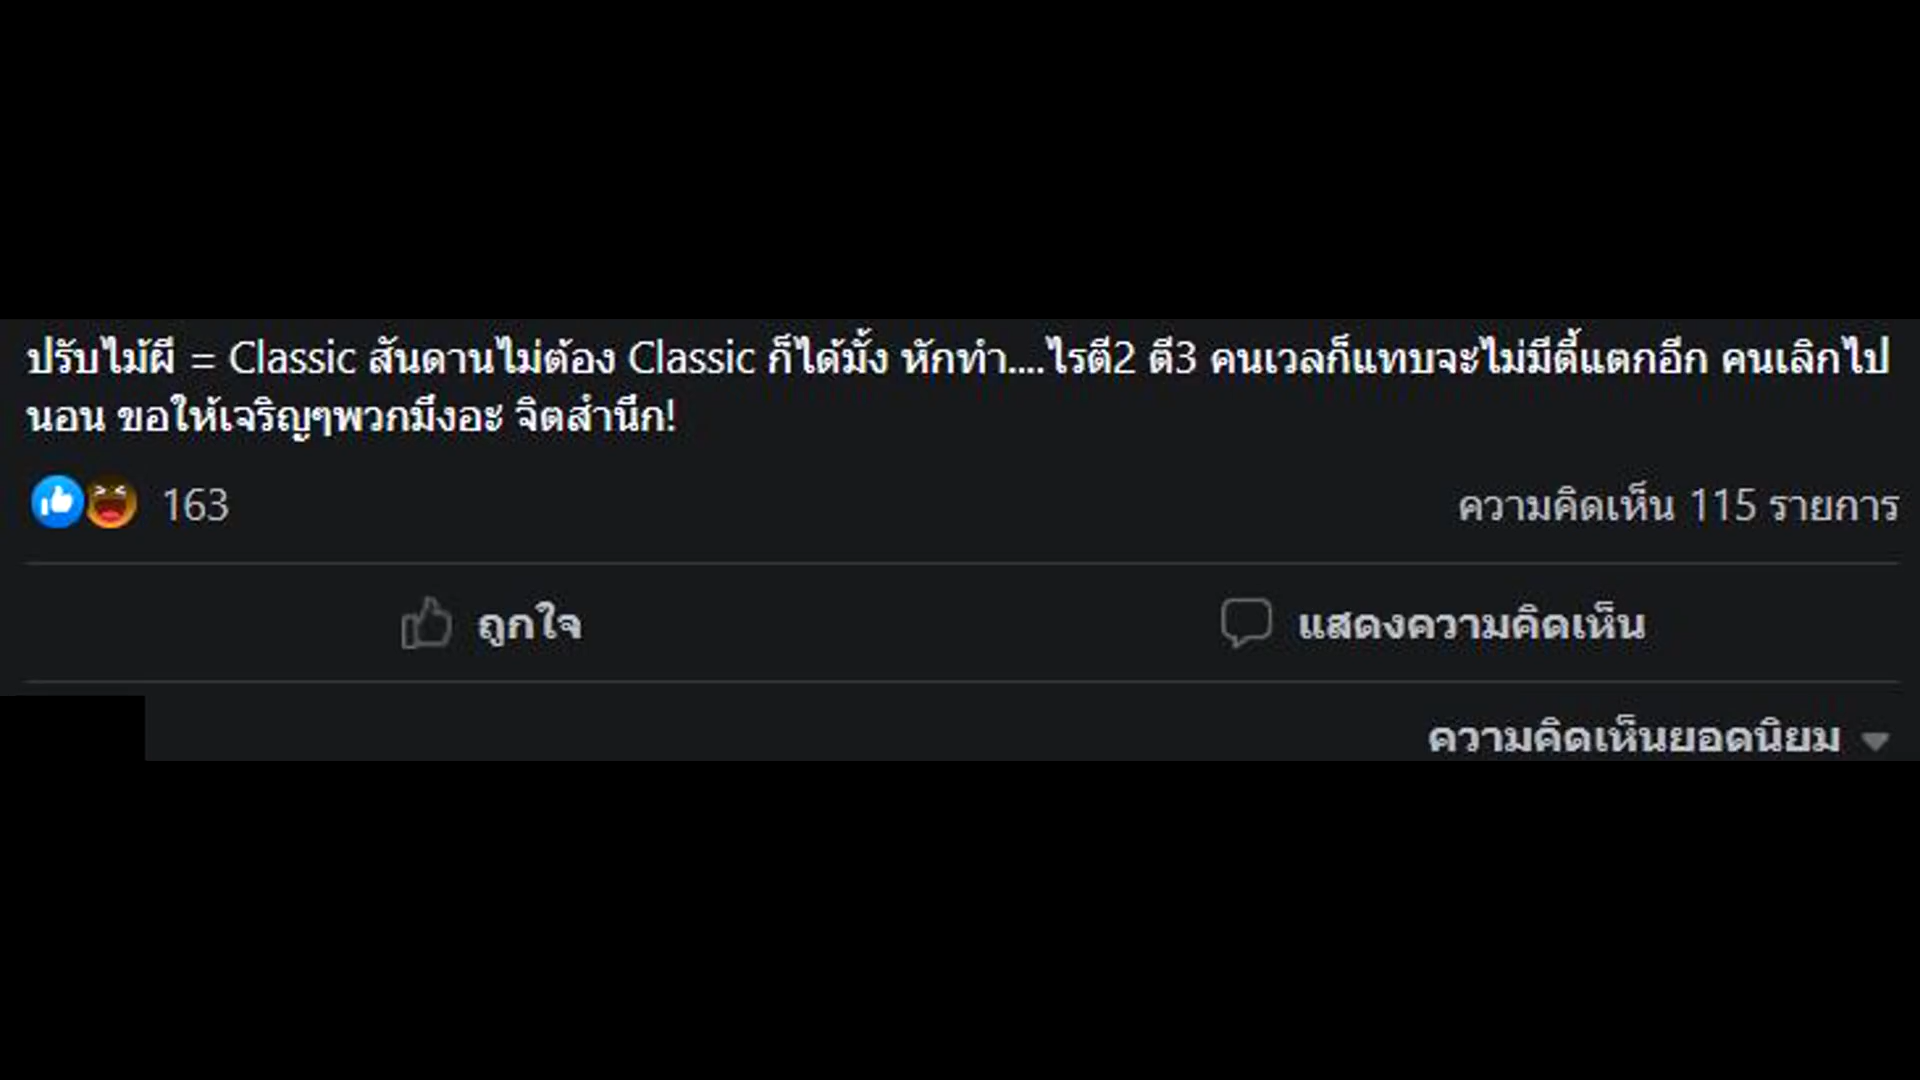 ปรับไม้ผี = Classic สันดานไม่ต้อง Classic ก็ได้มั้ง หักทำ....ไรตี2 ตี3 คนเวลก็แทบจะไม่มีตี้แตกอีก คนเลิกไป
นอน ขอให้เจริญๆพวกมึงอะ จิตสำนึก!
163
ความคิดเห็น 115 รายการ
ถูกใจ
แสดงความคิดเห็น
ความคิดเห็นยอดนิยม